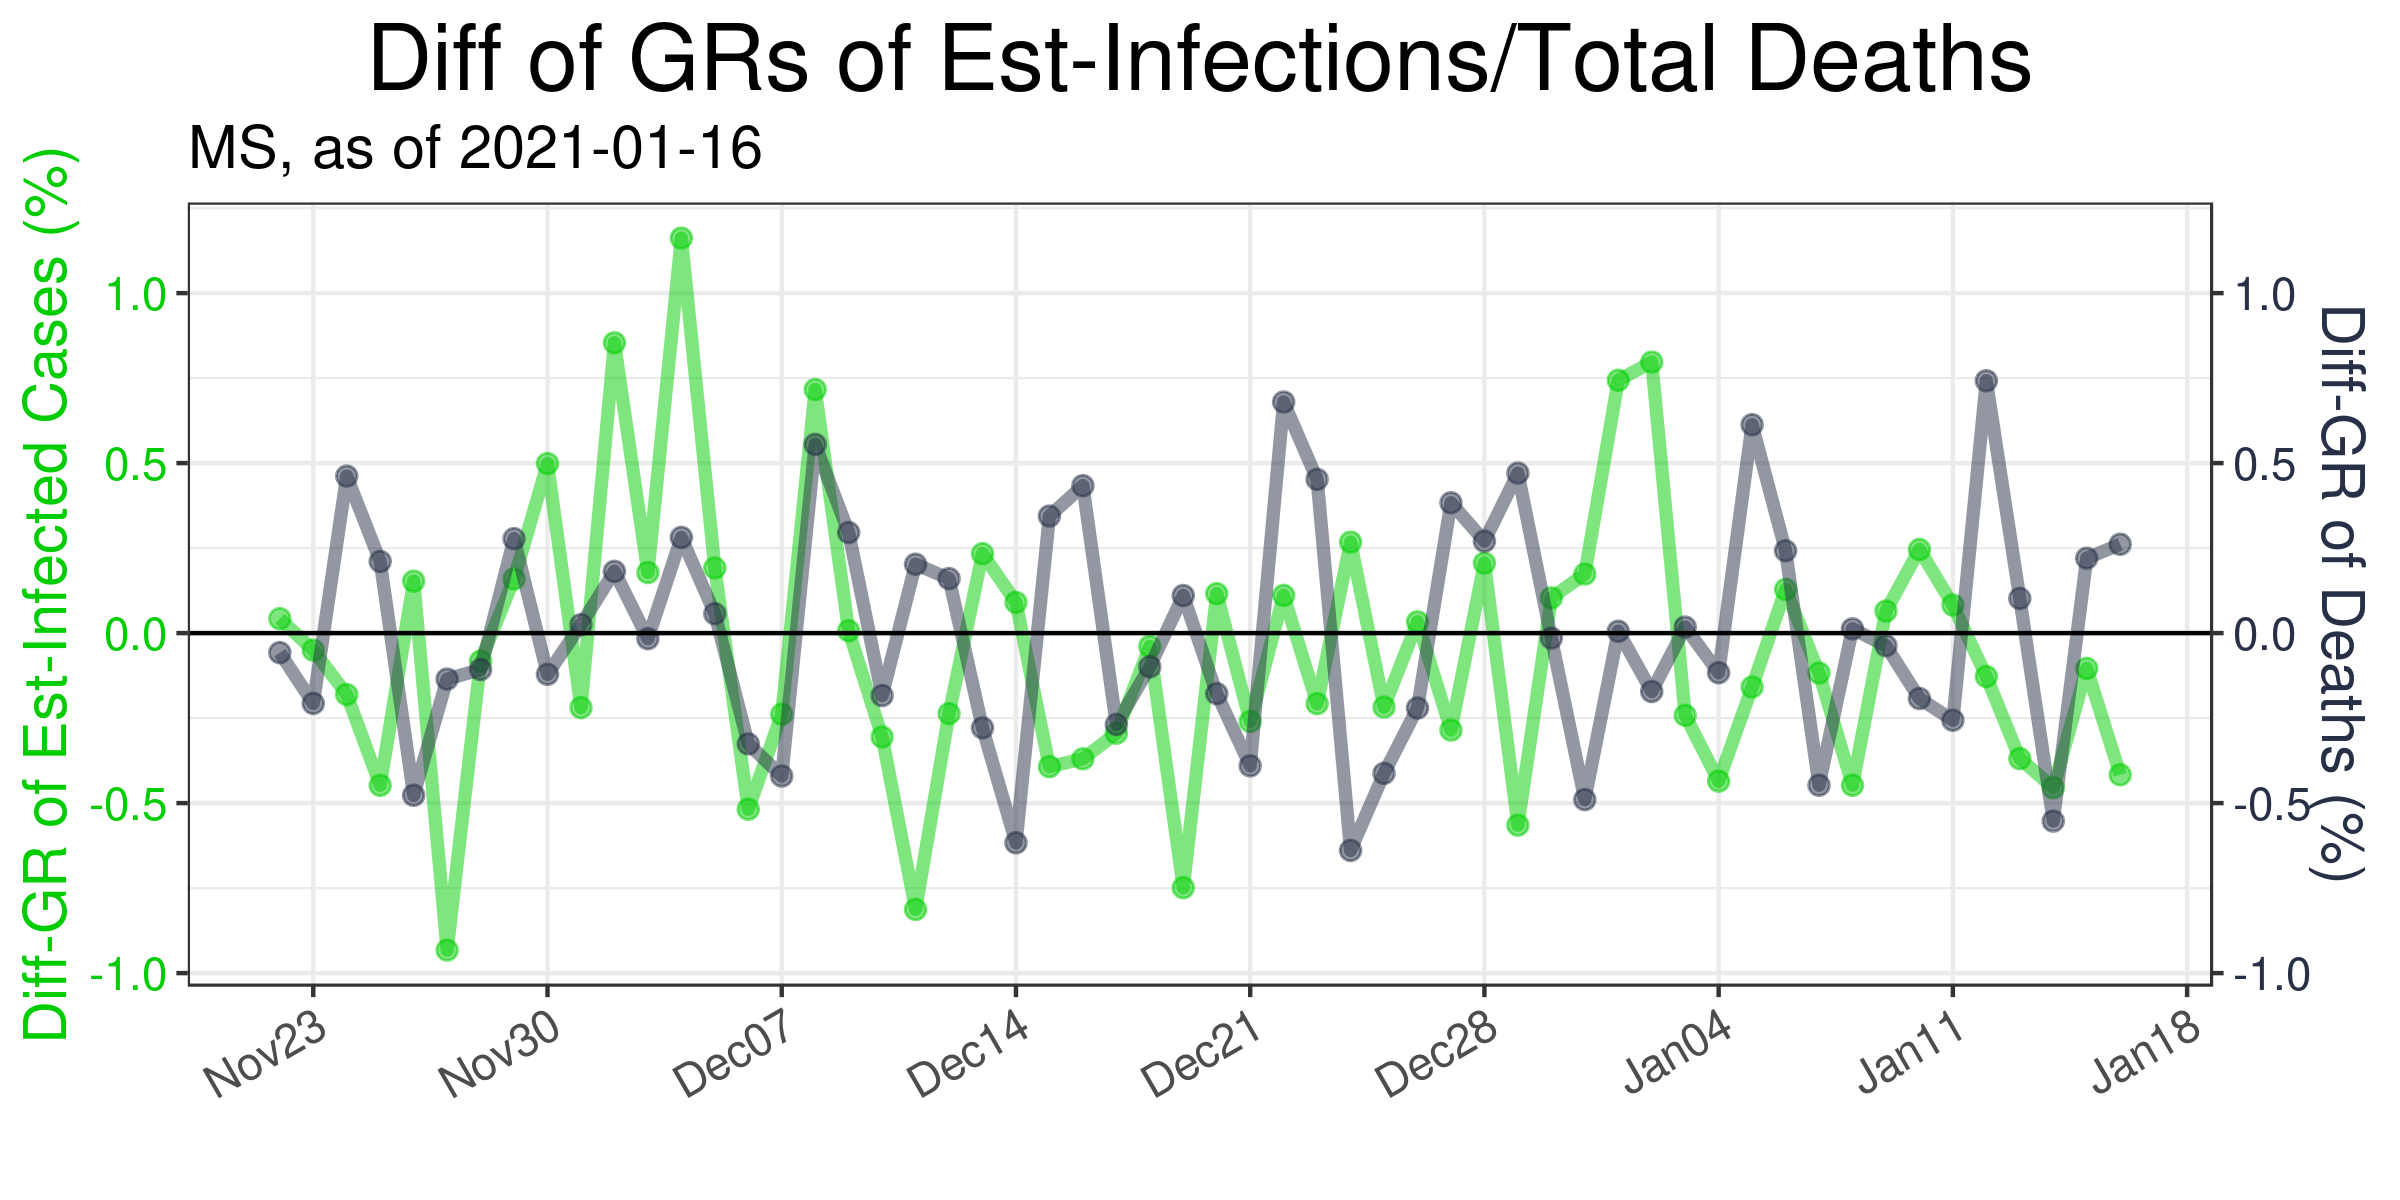 Diff of GRs of Est-Infections/Total Deaths
MS, as of 2021-01-16
Diff-GR of Est-Infected Cases (%)
1.0
0.5
0.0
-0.5
-1.0
1.0
0.5
0.0
-0.5
-1.0
Diff-GR of Deaths (%)
Nov23
Nov30
Dec07
Dec14
Dec21
Dec28
Jan04
Jan11
Jan18